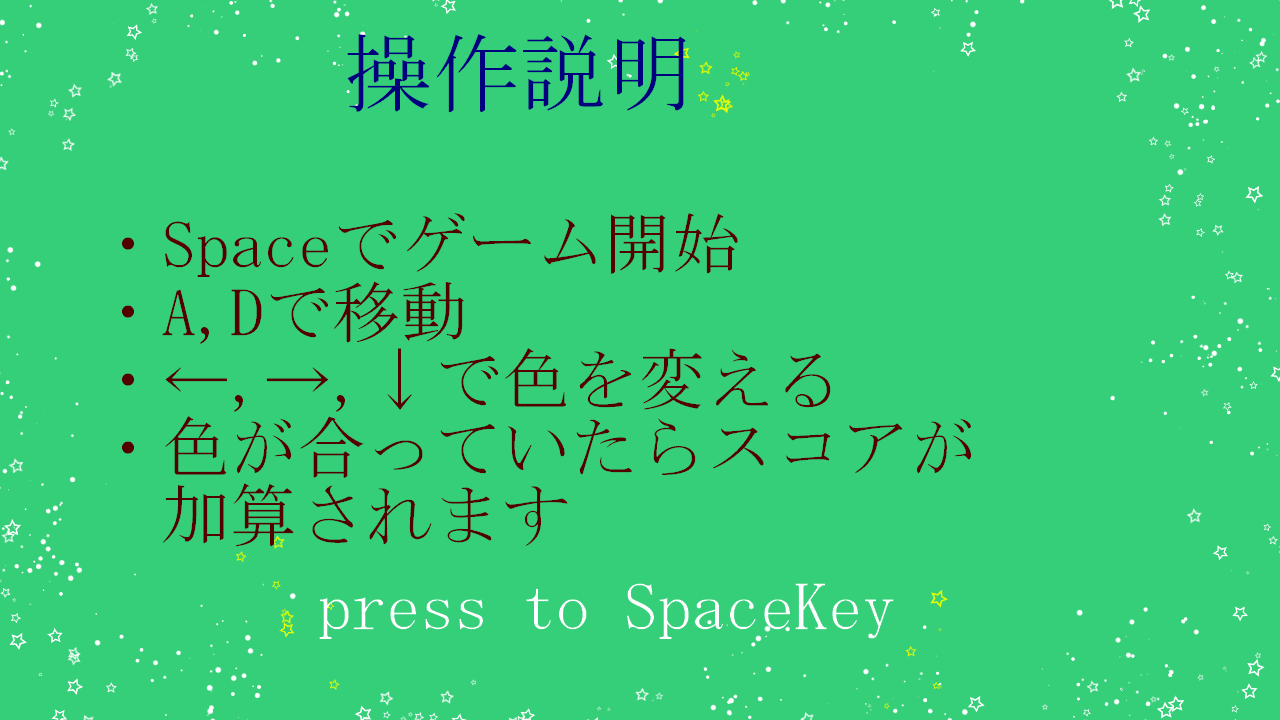 操作説明
・Spaceでゲーム開始
・A,Dで移動
・←,→,↓で色を変える
・色が合っていたらスコアが
加算されます
press to SpaceKey